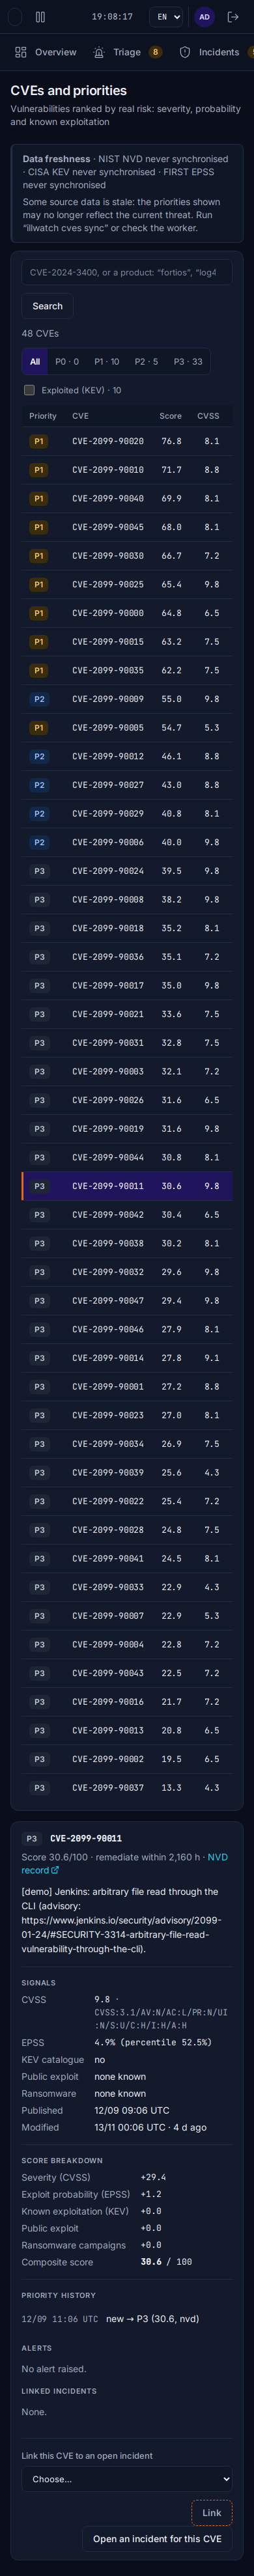 19:08:17 EN AD
Overview Triage 8 Incidents
CVEs and priorities
Vulnerabilities ranked by real risk: severity, probability
and known exploitation
Data freshness · NIST NVD never synchronised
· CISA KEV never synchronised · FIRST EPSS
never synchronised
Some source data is stale: the priorities shown
may no longer reflect the current threat. Run
“illwatch cves sync” or check the worker.
CVE-2024-3400, or a product: “fortios”, “log4
Search
48 CVEs
All P0 · 0 P1 · 10 P2 · 5 P3 · 33
Exploited (KEV) · 10
Priority CVE Score CVSS
P1 CVE-2099-90020 76.8 8.1
P1 CVE-2099-90010 71.7 8.8
P1 CVE-2099-90040 69.9 8.1
P1 CVE-2099-90045 68.0 8.1
P1 CVE-2099-90030 66.7 7.2
P1 CVE-2099-90025 65.4 9.8
P1 CVE-2099-90000 64.8 6.5
P1 CVE-2099-90015 63.2 7.5
P1 CVE-2099-90035 62.2 7.5
P2 CVE-2099-90009 55.0 9.8
P1 CVE-2099-90005 54.7 5.3
P2 CVE-2099-90012 46.1 8.8
P2 CVE-2099-90027 43.0 8.8
P2 CVE-2099-90029 40.8 8.1
P2 CVE-2099-90006 40.0 9.8
P3 CVE-2099-90024 39.5 9.8
P3 CVE-2099-90008 38.2 9.8
P3 CVE-2099-90018 35.2 8.1
P3 CVE-2099-90036 35.1 7.2
P3 CVE-2099-90017 35.0 9.8
P3 CVE-2099-90021 33.6 7.5
P3 CVE-2099-90031 32.8 7.5
P3 CVE-2099-90003 32.1 7.2
P3 CVE-2099-90026 31.6 6.5
P3 CVE-2099-90019 31.6 9.8
P3 CVE-2099-90044 30.8 8.1
P3 CVE-2099-90011 30.6 9.8
P3 CVE-2099-90042 30.4 6.5
P3 CVE-2099-90038 30.2 8.1
P3 CVE-2099-90032 29.6 9.8
P3 CVE-2099-90047 29.4 9.8
P3 CVE-2099-90046 27.9 8.1
P3 CVE-2099-90014 27.8 9.1
P3 CVE-2099-90001 27.2 8.8
P3 CVE-2099-90023 27.0 8.1
P3 CVE-2099-90034 26.9 7.5
P3 CVE-2099-90039 25.6 4.3
P3 CVE-2099-90022 25.4 7.2
P3 CVE-2099-90028 24.8 7.5
P3 CVE-2099-90041 24.5 8.1
P3 CVE-2099-90033 22.9 4.3
P3 CVE-2099-90007 22.9 5.3
P3 CVE-2099-90004 22.8 7.2
P3 CVE-2099-90043 22.5 7.2
P3 CVE-2099-90016 21.7 7.2
P3 CVE-2099-90013 20.8 6.5
P3 CVE-2099-90002 19.5 6.5
P3 CVE-2099-90037 13.3 4.3
P3 CVE-2099-90011
Score 30.6/100 · remediate within 2,160 h · NVD
record
[demo] Jenkins: arbitrary file read through the
CLI (advisory:
https://www.jenkins.io/security/advisory/2099-
01-24/#SECURITY-3314-arbitrary-file-read-
vulnerability-through-the-cli).
SIGNALS
CVSS 9.8 ·
CVSS:3.1/AV:N/AC:L/PR:N/UI
:N/S:U/C:H/I:H/A:H
EPSS 4.9% (percentile 52.5%)
KEV catalogue no
Public exploit none known
Ransomware none known
Published 12/09 09:06 UTC
Modified 13/11 00:06 UTC · 4 d ago
SCORE BREAKDOWN
Severity (CVSS) +29.4
Exploit probability (EPSS) +1.2
Known exploitation (KEV) +0.0
Public exploit +0.0
Ransomware campaigns +0.0
Composite score 30.6 / 100
PRIORITY HISTORY
12/09 11:06 UTC new → P3 (30.6, nvd)
ALERTS
No alert raised.
LINKED INCIDENTS
None.
Link this CVE to an open incident
Choose...
Link
Open an incident for this CVE